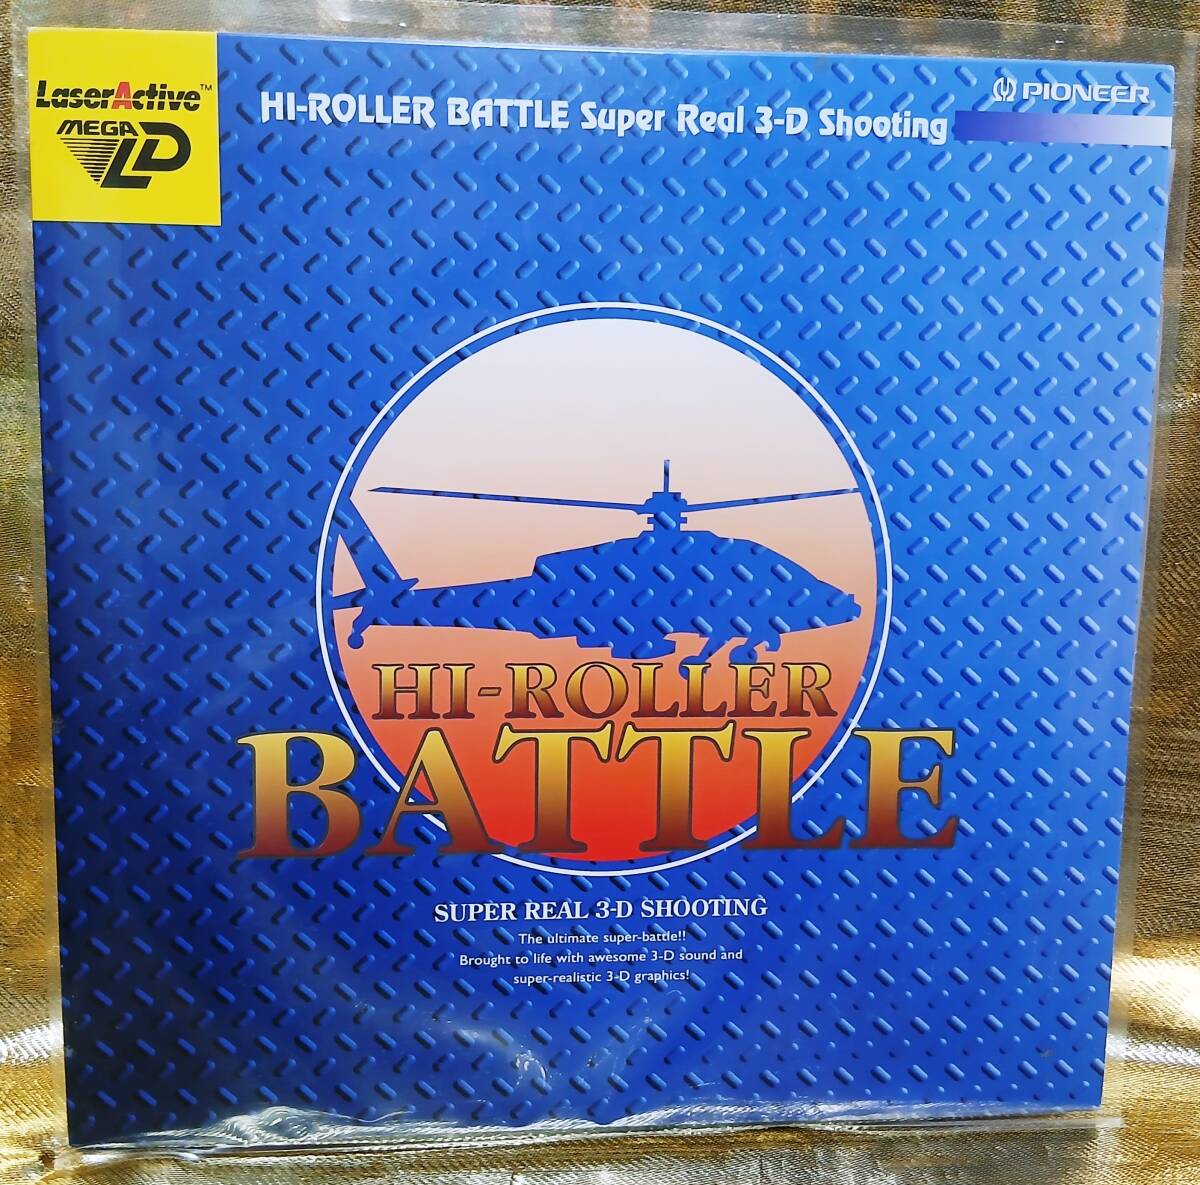 LaserActive™
MEGA LD
HI-ROLLER BATTLE Super Real 3-D Shooting
PIONEER
HI-ROLLER
BATTLE
SUPER REAL 3-D SHOOTING
The ultimate super-battle!!
Brought to life with awesome 3-D sound and
super-realistic 3-D graphics!